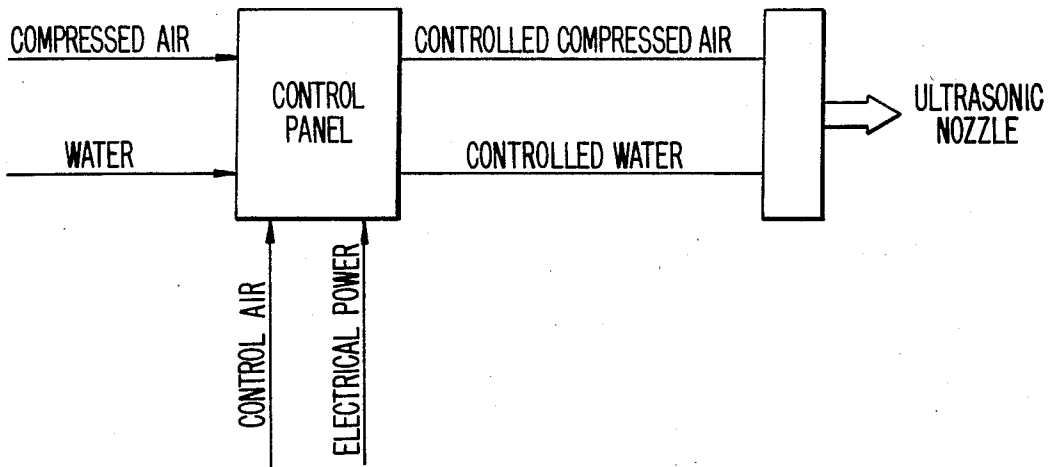 COMPRESSED AIR
CONTROLLED COMPRESSED AIR
CONTROL
PANEL
ULTRASONIC
NOZZLE
WATER
CONTROLLED WATER
CONTROL AIR
ELECTRICAL POWER